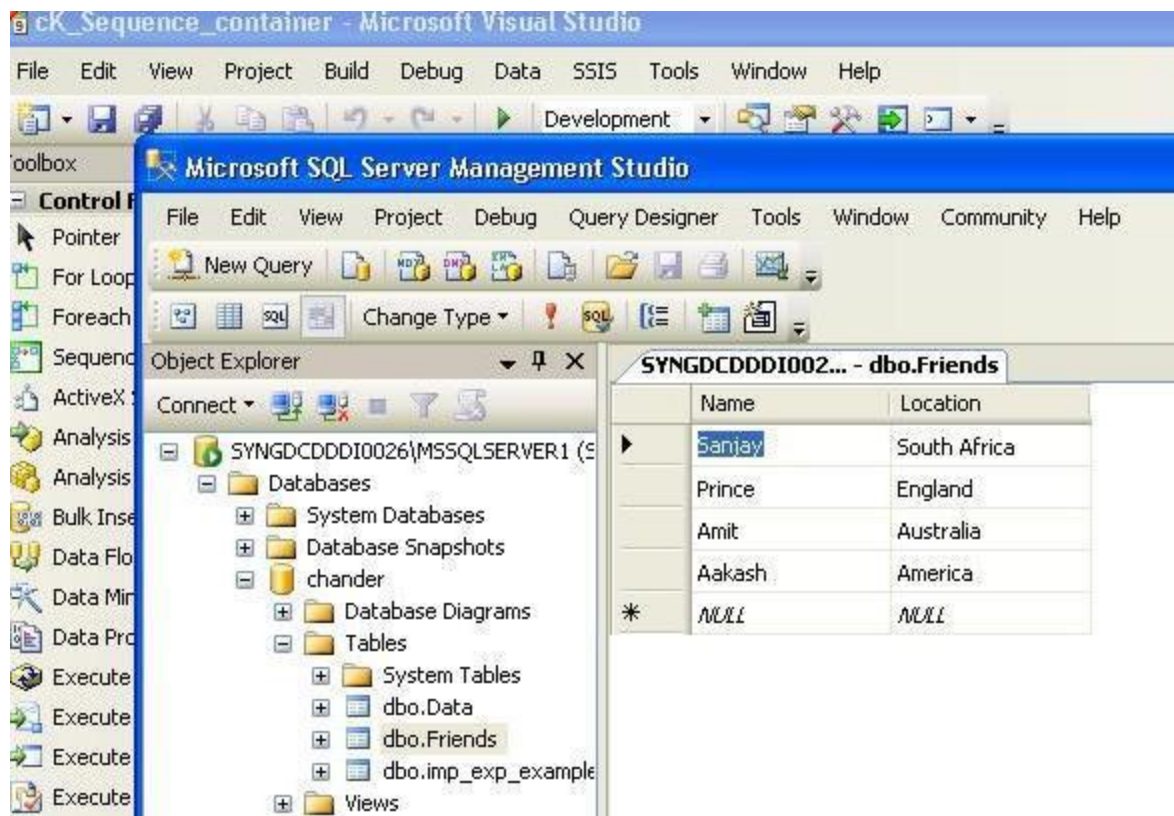 cK_Sequence_container - Microsoft Visual Studio
File Edit View Project Build Debug Data SSIS Tools Window Help
Development
oolbox
Control F
Pointer
For Loop
Foreach
Sequenc
ActiveX
Analysis
Analysis
Bulk Inse
Data Flo
Data Min
Data Pro
Execute
Execute
Execute
Execute
Microsoft SQL Server Management Studio
File Edit View Project Debug Query Designer Tools Window Community Help
New Query
SQL Change Type SQL
Object Explorer
Connect
SYNGDCDDDI0026\MSSQLSERVER1 (S
Databases
System Databases
Database Snapshots
chander
Database Diagrams
Tables
System Tables
dbo.Data
dbo.Friends
dbo.imp_exp_example
Views
SYNGDCDDDI002... - dbo.Friends
Name Location
Sanjay South Africa
Prince England
Amit Australia
Aakash America
NULL NULL